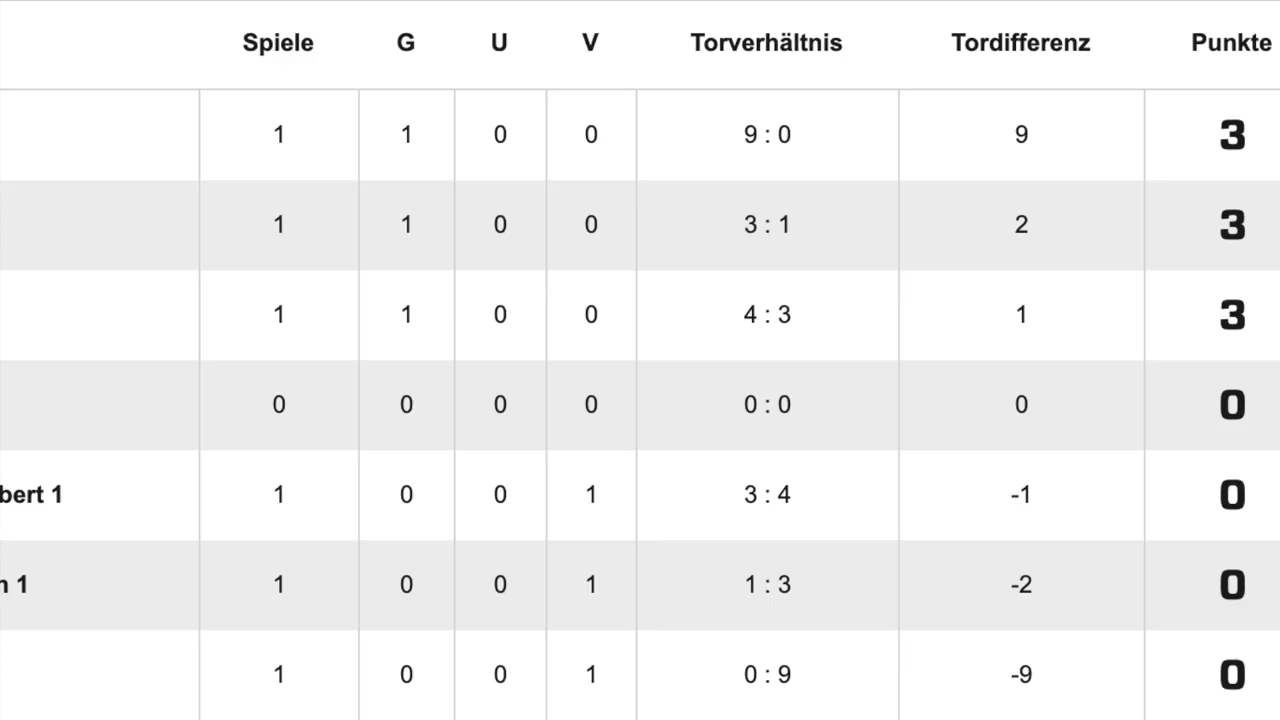 Spiele G U V Torverhältnis Tordifferenz Punkte
1 1 0 0 9 : 0 9 3
1 1 0 0 3 : 1 2 3
1 1 0 0 4 : 3 1 3
0 0 0 0 0 : 0 0 0
bert 1 1 0 0 1 3 : 4 -1 0
n 1 1 0 0 1 1 : 3 -2 0
1 0 0 1 0 : 9 -9 0